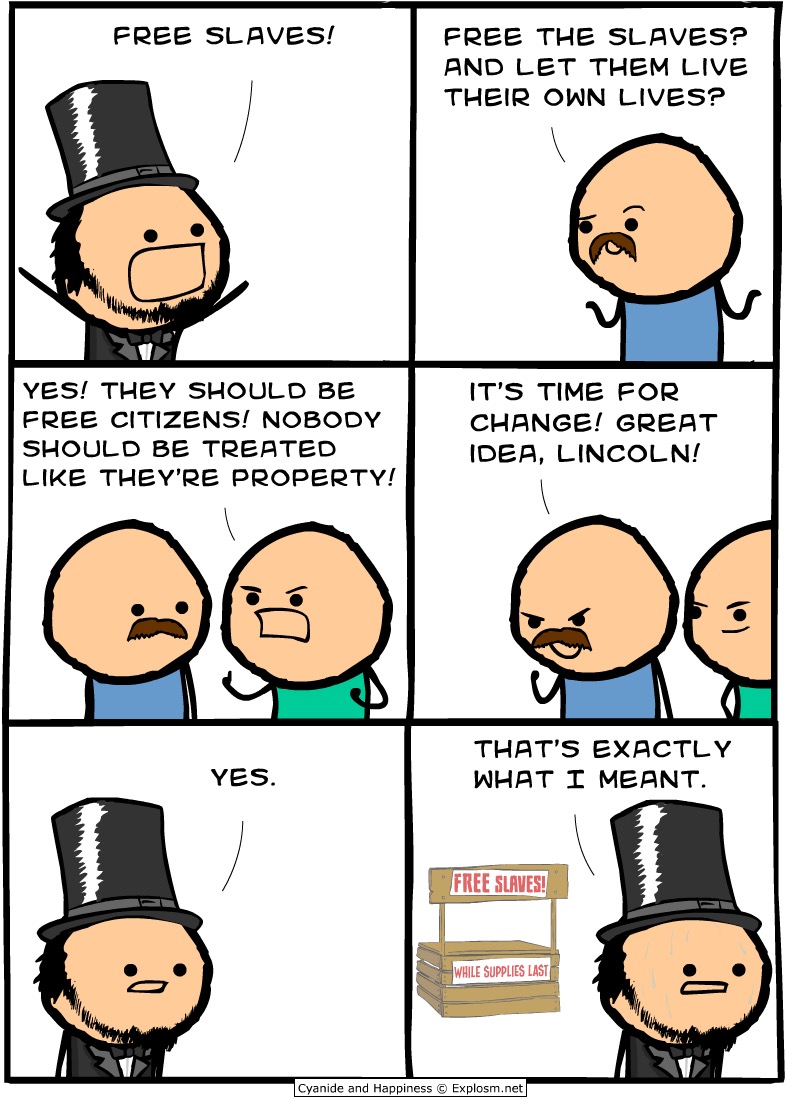 FREE SLAVES!
FREE THE SLAVES?
AND LET THEM LIVE
THEIR OWN LIVES?
YES! THEY SHOULD BE
FREE CITIZENS! NOBODY
SHOULD BE TREATED
LIKE THEY'RE PROPERTY!
IT'S TIME FOR
CHANGE! GREAT
IDEA, LINCOLN!
YES.
THAT'S EXACTLY
WHAT I MEANT.
FREE SLAVES!
WHILE SUPPLIES LAST
Cyanide and Happiness © Explosm.net